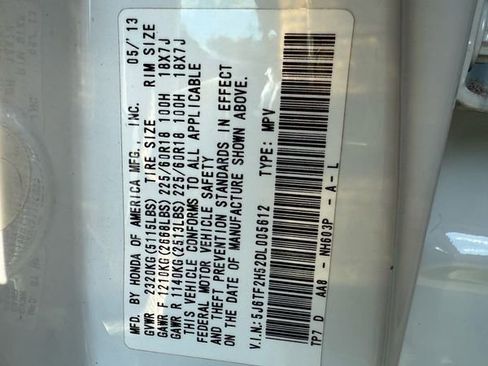 MFD. BY HONDA OF AMERICA MFG., INC. 05/13
GVWR 2320KG(5115LBS) TIRE SIZE RIM SIZE
GAWR F 1210KG(2668LBS) 225/60R18 100H 18X7J
GAWR R 1140KG(2513LBS) 225/60R18 100H 18X7J
THIS VEHICLE CONFORMS TO ALL APPLICABLE
FEDERAL MOTOR VEHICLE SAFETY
AND THEFT PREVENTION STANDARDS IN EFFECT
ON THE DATE OF MANUFACTURE SHOWN ABOVE.
V.I.N:5J6TF2H52DL005612 TYPE: MPV
TP7 D AA8 - NH603P - A - L